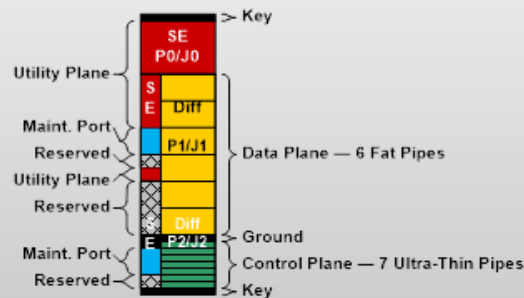 Key
SE
P0/J0
Utility Plane
S
E
Diff
Maint. Port
P1/J1
Reserved
Data Plane — 6 Fat Pipes
Utility Plane
Reserved
S
Diff
E
P2/J2
Ground
Maint. Port
Control Plane — 7 Ultra-Thin Pipes
Reserved
Key